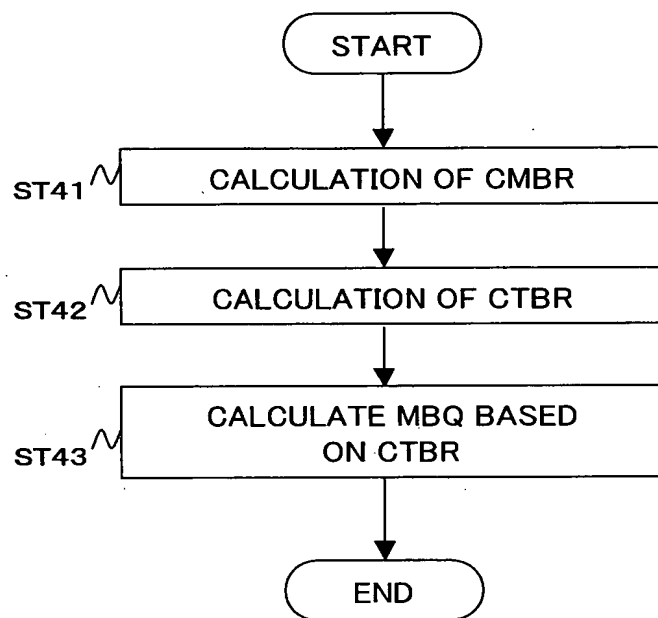 START
ST41
CALCULATION OF CMBR
ST42
CALCULATION OF CTBR
ST43
CALCULATE MBQ BASED
ON CTBR
END